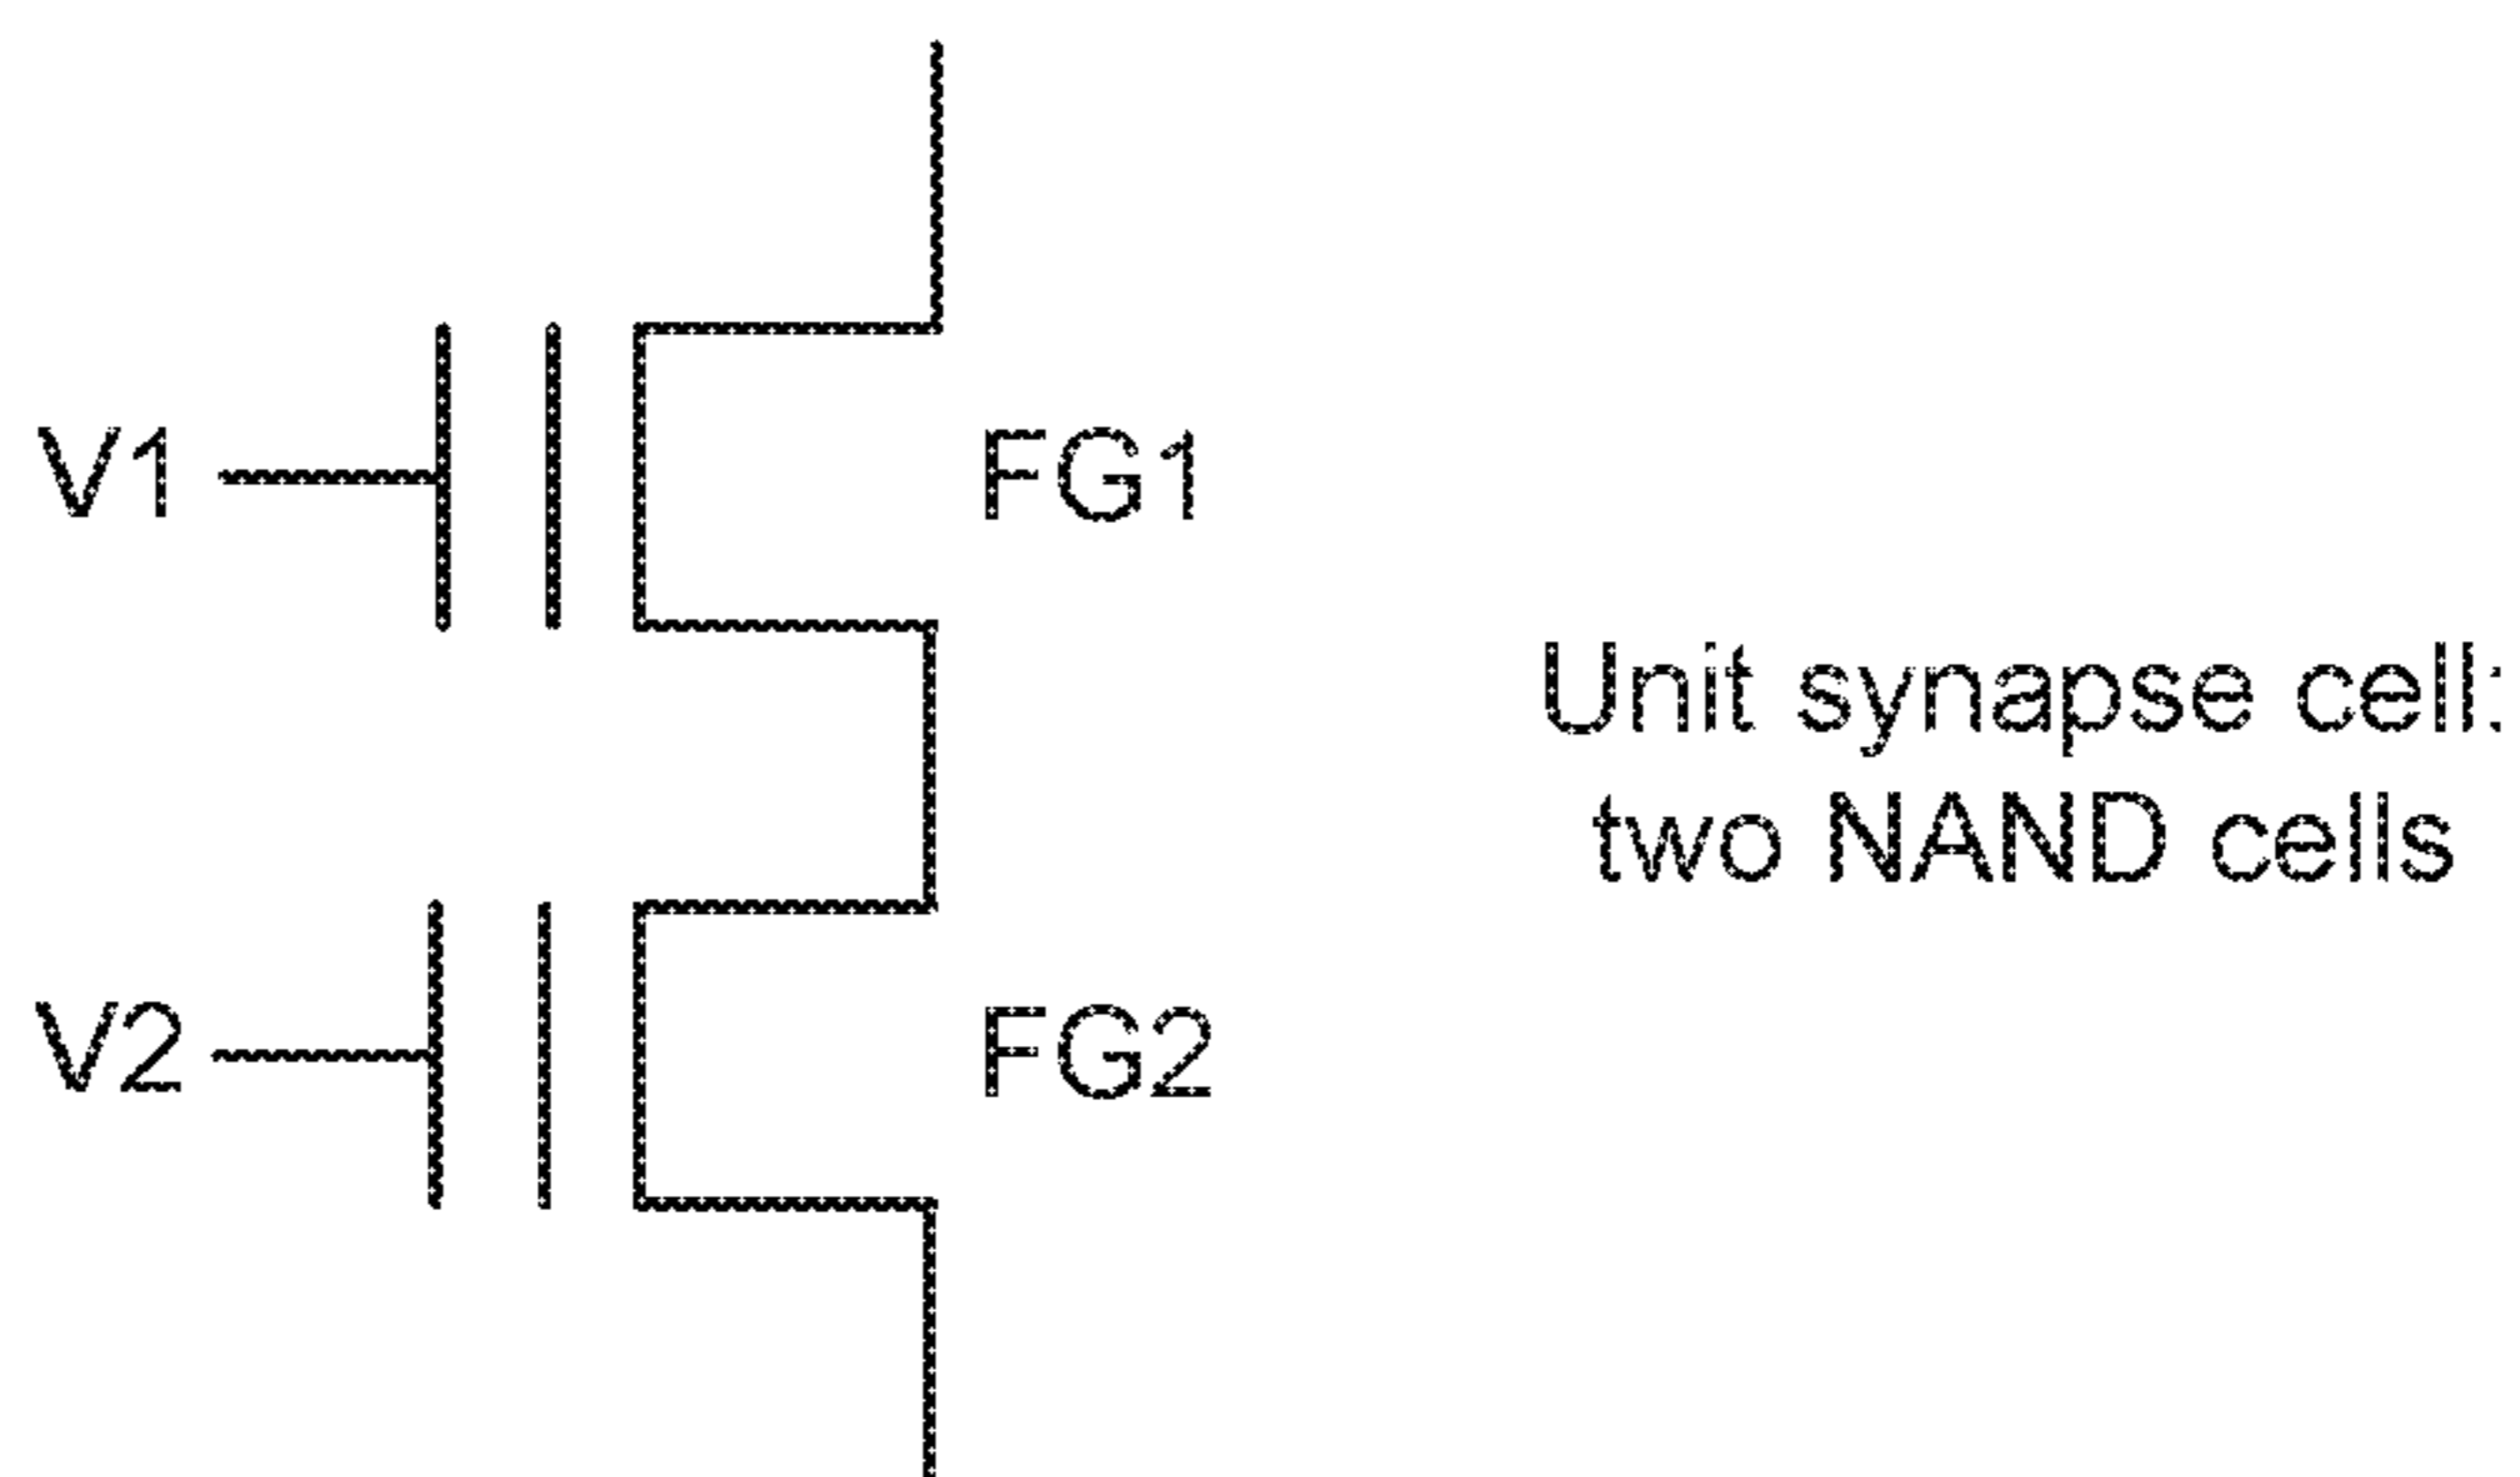 V1
FG1
Unit synapse cell:
two NAND cells
V2
FG2